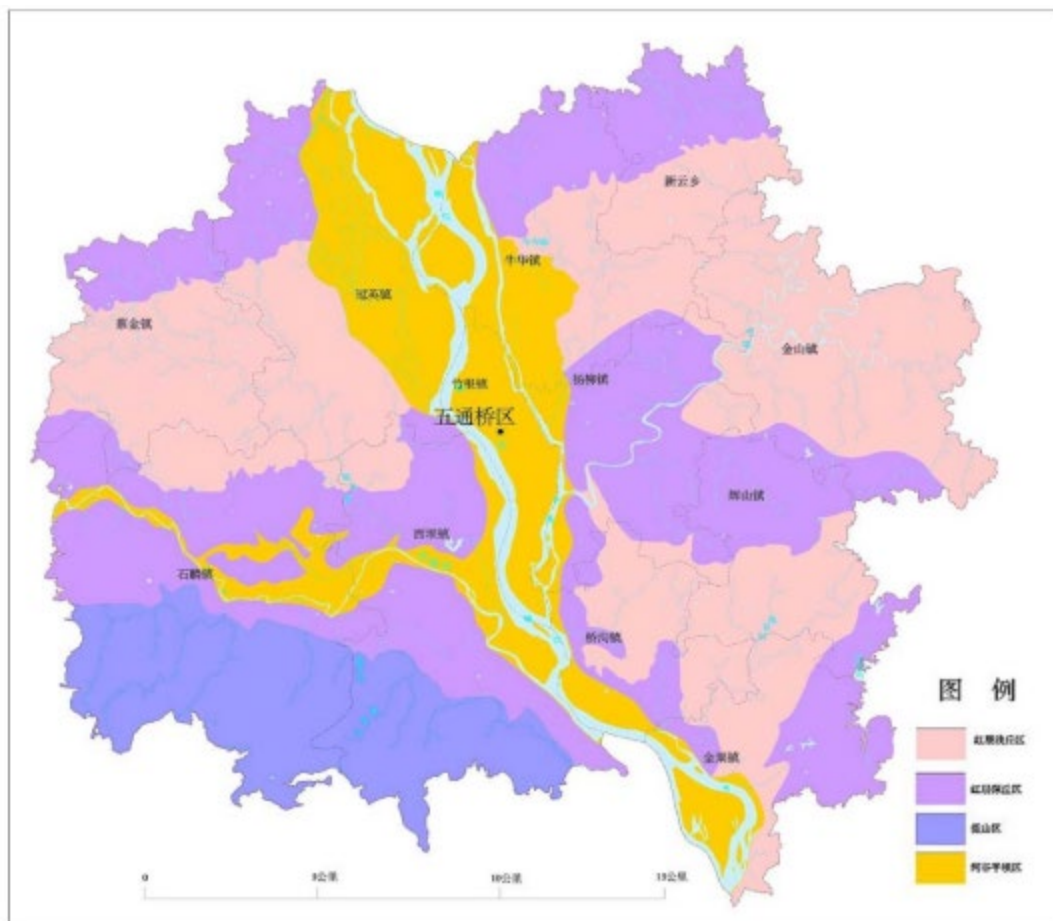 新云乡
牛华镇
冠英镇
蔡金镇
金山镇
竹根镇
杨柳镇
五通桥区
辉山镇
西坝镇
石麟镇
桥沟镇
金粟镇
图 例
红层浅丘区
红层深丘区
低山区
河谷平坝区
0
5公里
10公里
15公里